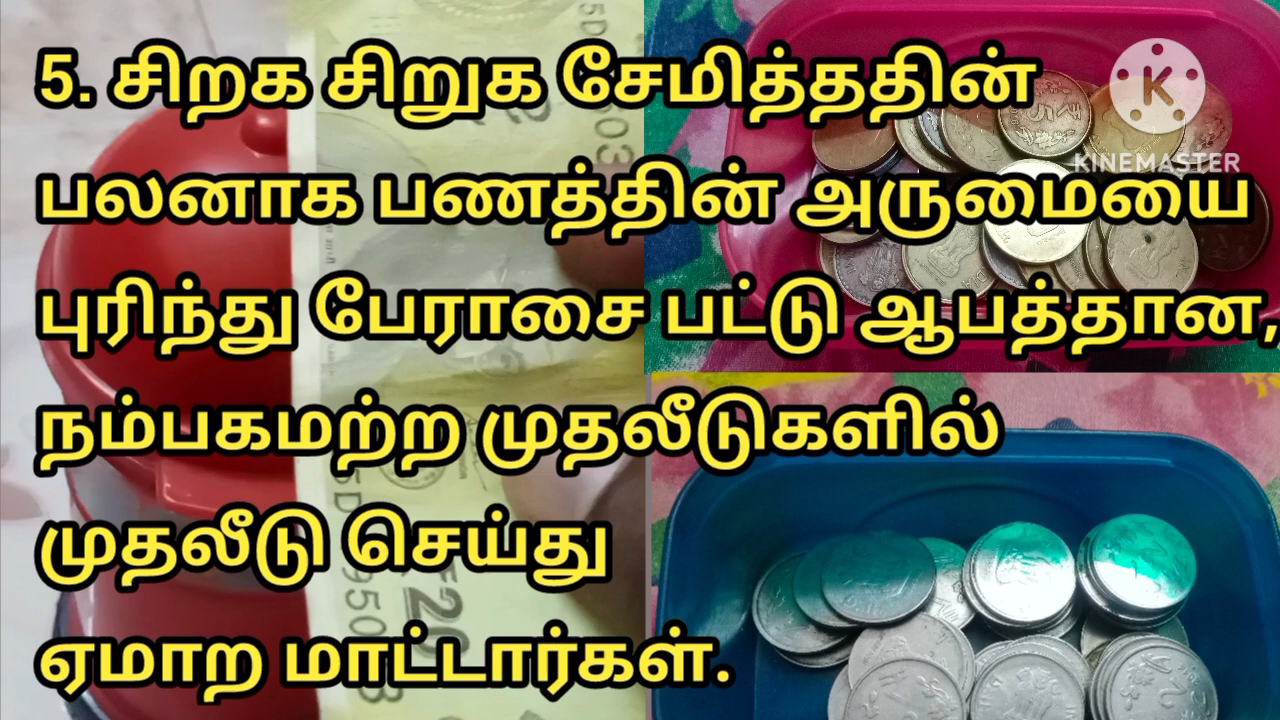 5. சிறக சிறுக சேமித்ததின்
பலனாக பணத்தின் அருமையை
புரிந்து பேராசை பட்டு ஆபத்தான,
நம்பகமற்ற முதலீடுகளில்
முதலீடு செய்து
ஏமாற மாட்டார்கள்.
K
KINEMASTER